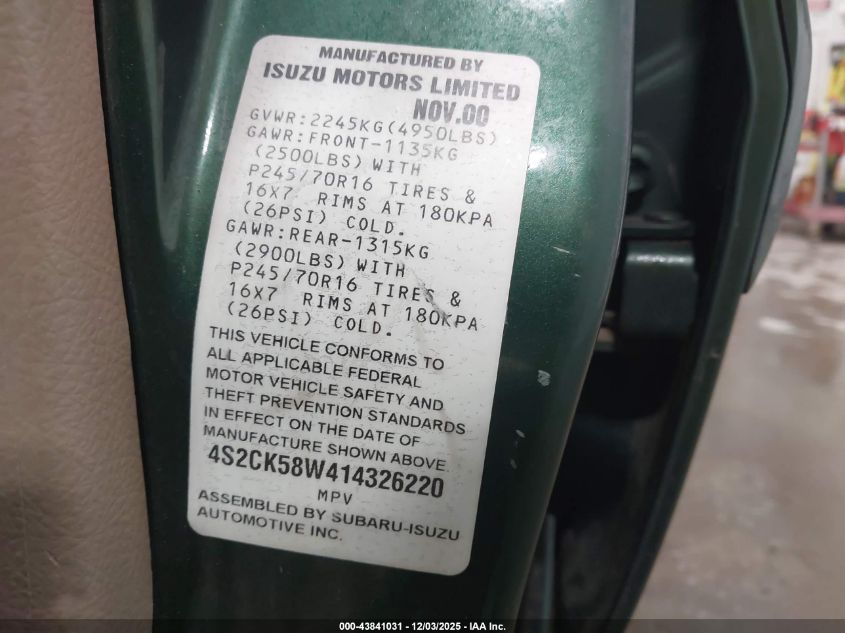 MANUFACTURED BY
ISUZU MOTORS LIMITED
NOV.00
GVWR:2245KG(4950LBS)
GAWR:FRONT-1135KG
(2500LBS) WITH
P245/70R16 TIRES &
16X7 RIMS AT 180KPA
(26PSI) COLD.
GAWR:REAR-1315KG
(2900LBS) WITH
P245/70R16 TIRES &
16X7 RIMS AT 180KPA
(26PSI) COLD.
THIS VEHICLE CONFORMS TO
ALL APPLICABLE FEDERAL
MOTOR VEHICLE SAFETY AND
THEFT PREVENTION STANDARDS
IN EFFECT ON THE DATE OF
MANUFACTURE SHOWN ABOVE
4S2CK58W414326220
MPV
ASSEMBLED BY SUBARU-ISUZU
AUTOMOTIVE INC.
000-43841031 - 12/03/2025 - IAA Inc.